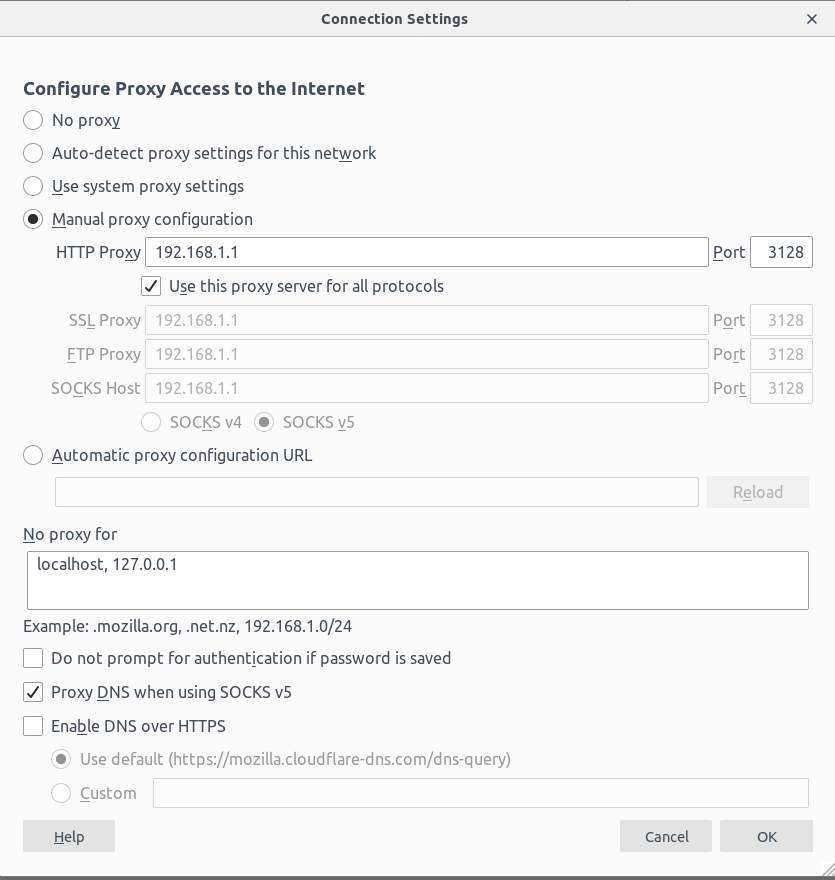 Connection Settings
Configure Proxy Access to the Internet
No proxy
Auto-detect proxy settings for this network
Use system proxy settings
Manual proxy configuration
HTTP Proxy 192.168.1.1 Port 3128
Use this proxy server for all protocols
SSL Proxy 192.168.1.1 Port 3128
FTP Proxy 192.168.1.1 Port 3128
SOCKS Host 192.168.1.1 Port 3128
SOCKS v4 SOCKS v5
Automatic proxy configuration URL
Reload
No proxy for
localhost, 127.0.0.1
Example: .mozilla.org, .net.nz, 192.168.1.0/24
Do not prompt for authentication if password is saved
Proxy DNS when using SOCKS v5
Enable DNS over HTTPS
Use default (https://mozilla.cloudflare-dns.com/dns-query)
Custom
Help Cancel OK